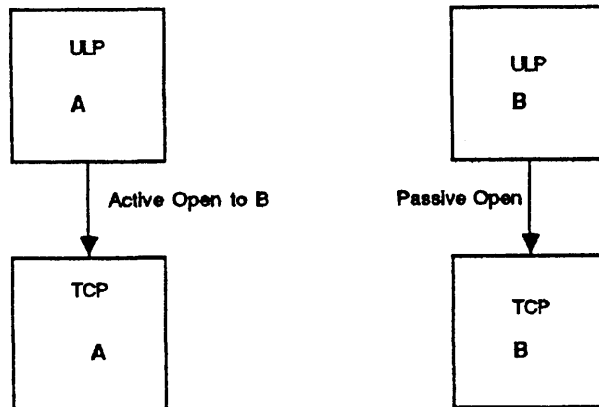 ULP
A
ULP
B
Active Open to B
Passive Open
TCP
A
TCP
B